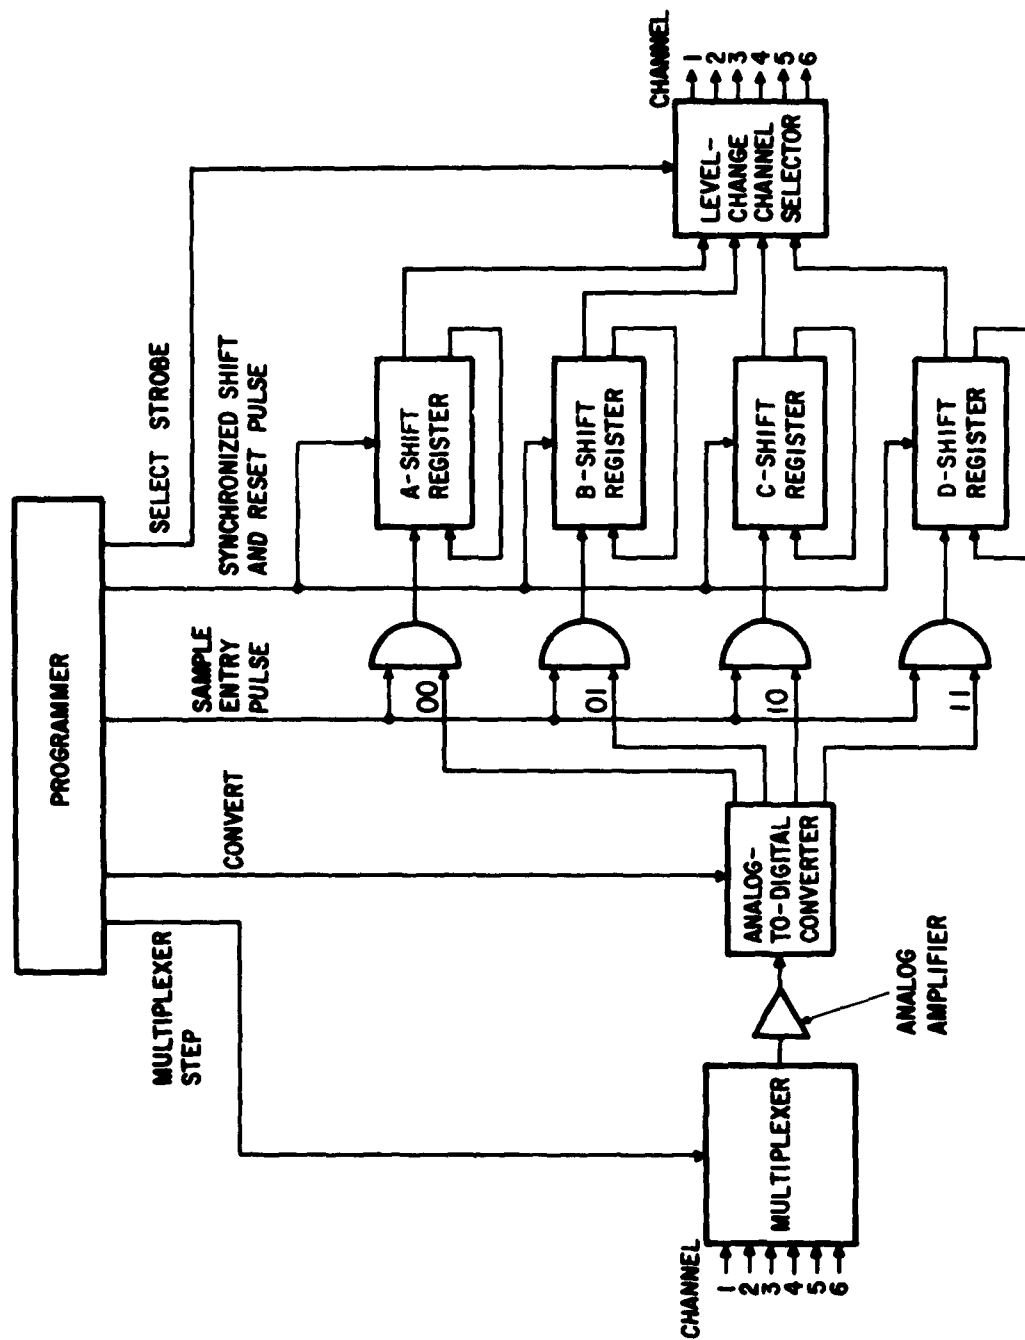 PROGRAMMER
MULTIPLEXER
STEP
CONVERT
SAMPLE
ENTRY
PULSE
SYNCHRONIZED SHIFT
AND RESET PULSE
SELECT STROBE
CHANNEL
1
2
3
4
5
6
MULTIPLEXER
ANALOG
AMPLIFIER
ANALOG-
TO-DIGITAL
CONVERTER
00
01
10
11
A-SHIFT
REGISTER
B-SHIFT
REGISTER
C-SHIFT
REGISTER
D-SHIFT
REGISTER
LEVEL-
CHANGE
CHANNEL
SELECTOR
CHANNEL
1
2
3
4
5
6